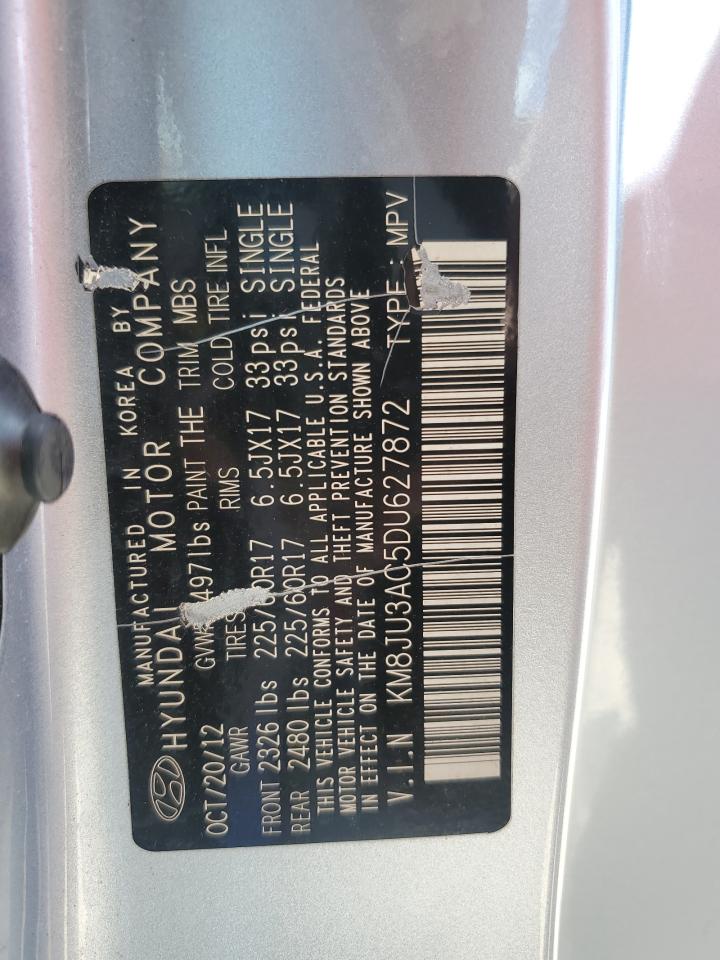 MANUFACTURED IN KOREA BY
HYUNDAI MOTOR COMPANY
OCT/20/12 GVWR 4971lbs PAINT THE TRIM MBS
GAWR TIRES RIMS COLD TIRE INFL
FRONT 2326 lbs 225/60R17 6.5JX17 33psi SINGLE
REAR 2480 lbs 225/60R17 6.5JX17 33psi SINGLE
THIS VEHICLE CONFORMS TO ALL APPLICABLE U.S.A. FEDERAL
MOTOR VEHICLE SAFETY AND THEFT PREVENTION STANDARDS
IN EFFECT ON THE DATE OF MANUFACTURE SHOWN ABOVE
V.I.N KM8JU3AC5DU627872 TYPE : MPV